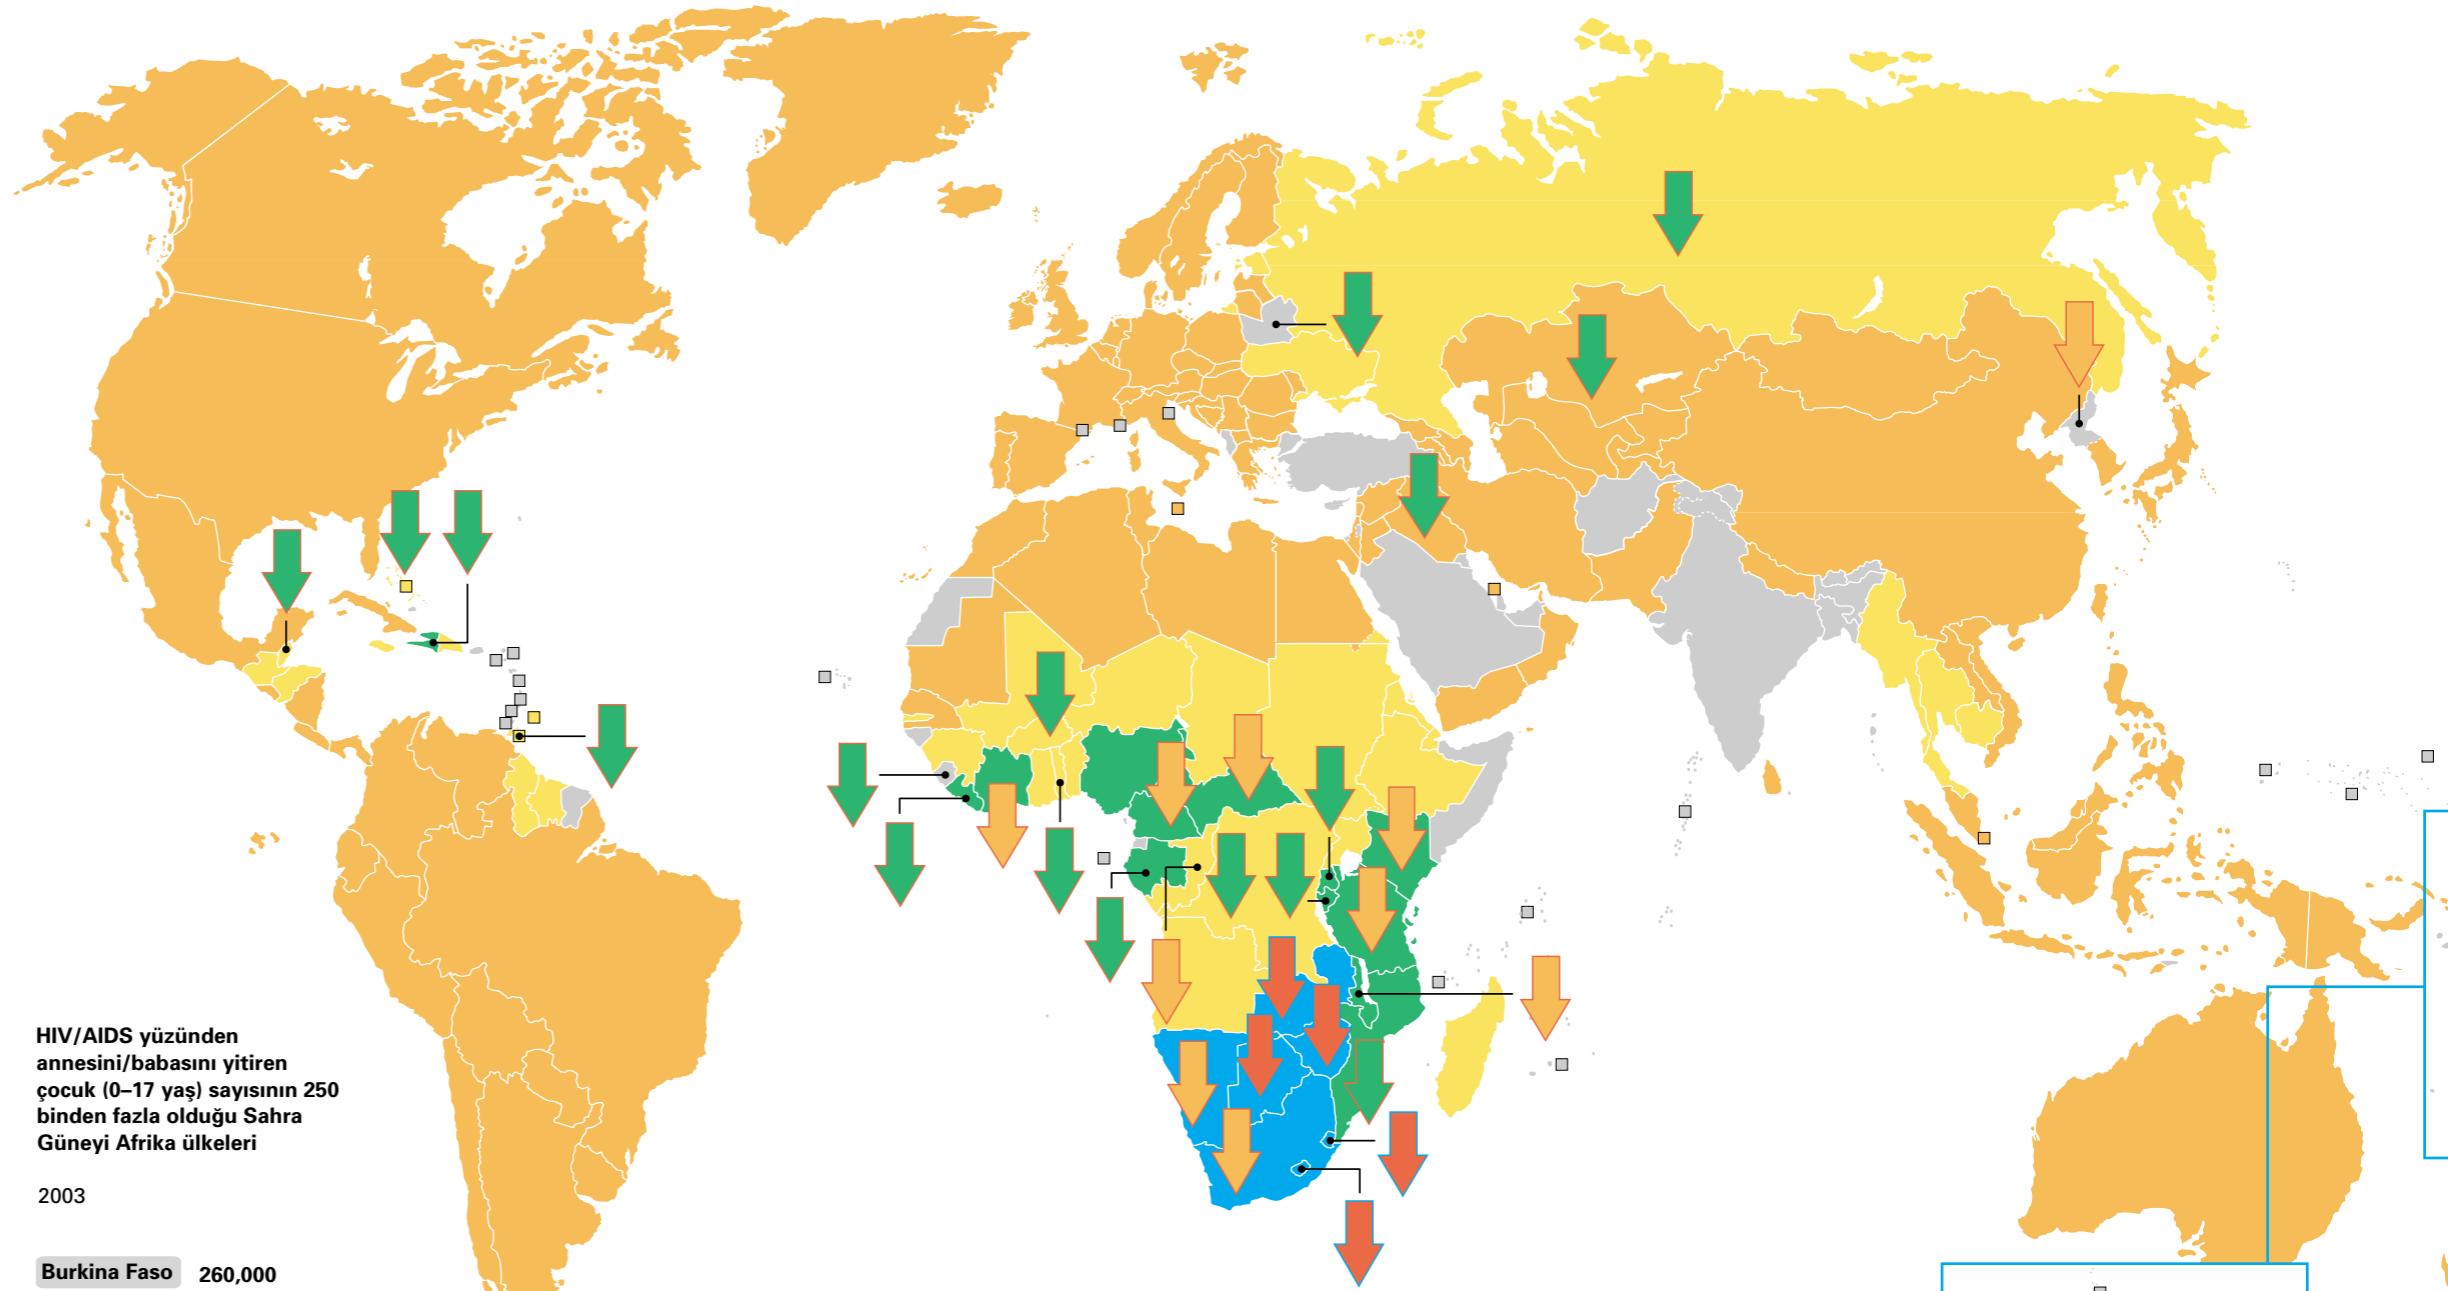 HIV/AIDS yüzünden
annesini/babasını yitiren
çocuk (0–17 yaş) sayısının 250
binden fazla olduğu Sahra
Güneyi Afrika ülkeleri
2003
Burkina Faso 260,000